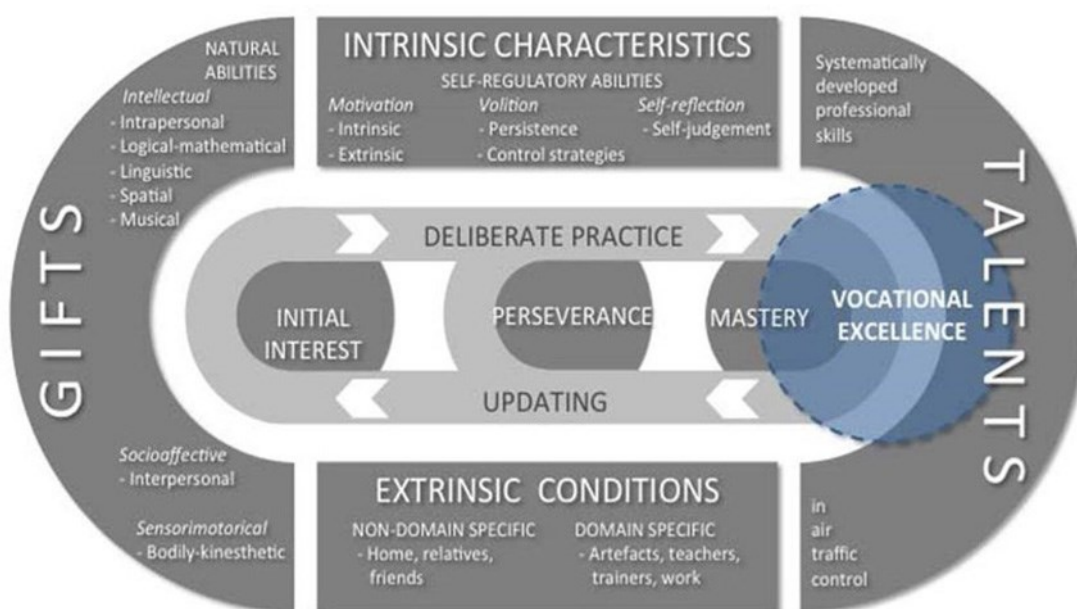 GIFTS
NATURAL
ABILITIES
Intellectual
- Intrapersonal
- Logical-mathematical
- Linguistic
- Spatial
- Musical
Socioaffective
- Interpersonal
Sensorimotorical
- Bodily-kinesthetic
INTRINSIC CHARACTERISTICS
SELF-REGULATORY ABILITIES
Motivation
- Intrinsic
- Extrinsic
Volition
- Persistence
- Control strategies
Self-reflection
- Self-judgement
DELIBERATE PRACTICE
INITIAL
INTEREST
PERSEVERANCE
MASTERY
VOCATIONAL
EXCELLENCE
UPDATING
EXTRINSIC CONDITIONS
NON-DOMAIN SPECIFIC
- Home, relatives,
friends
DOMAIN SPECIFIC
- Artefacts, teachers,
trainers, work
Systematically
developed
professional
skills
TALENTS
in
air
traffic
control